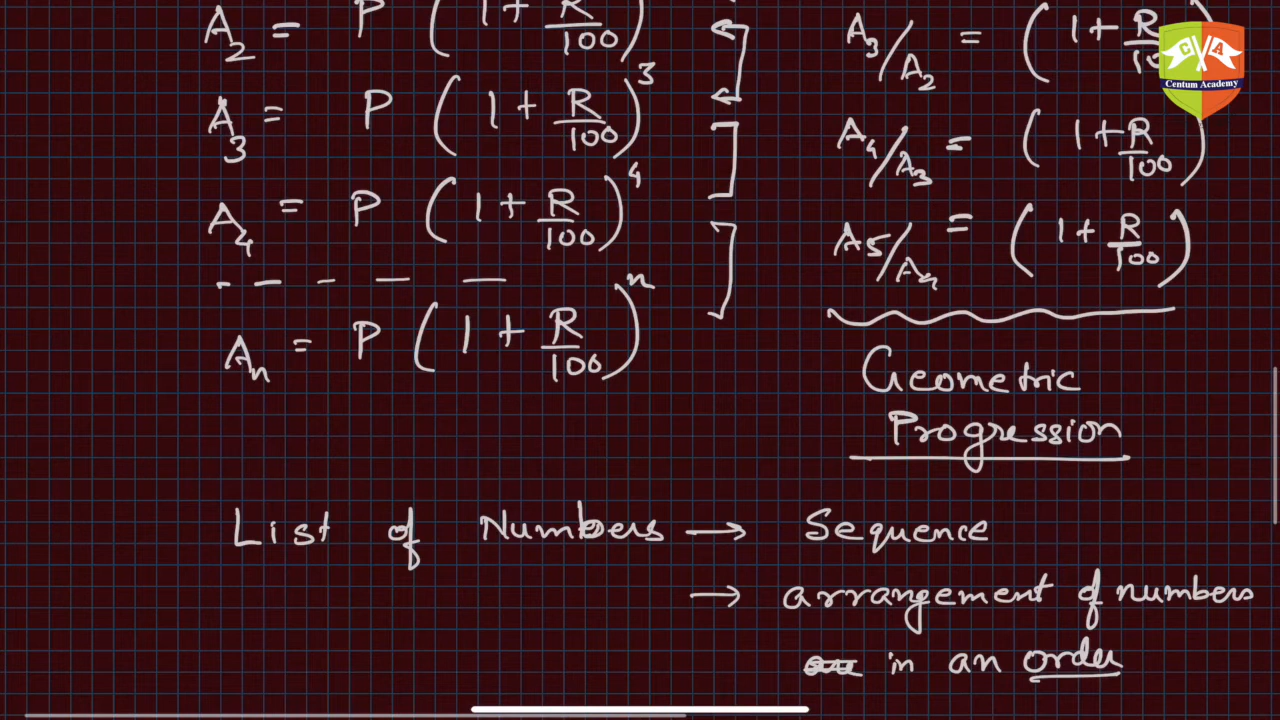 A₂ = P (1 + R/100)
A₃ = P (1 + R/100)³
A₄ = P (1 + R/100)⁴
- - - - -
Aₙ = P (1 + R/100)ⁿ
A₃/A₂ = (1 + R/10
A₄/A₃ = (1 + R/100)
A₅/A₄ = (1 + R/100)
Geometric
Progression
List of Numbers → Sequence
→ arrangement of numbers
in an order
CA
Centum Academy